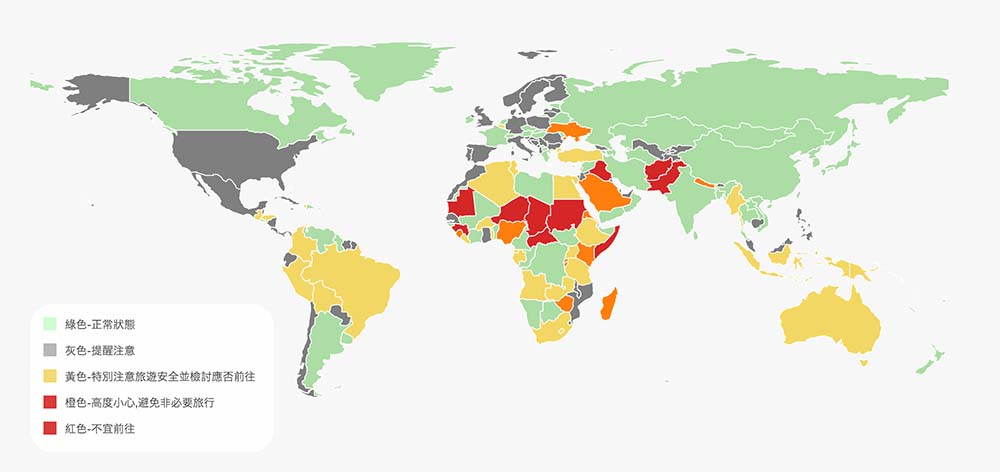 綠色-正常狀態
灰色-提醒注意
黃色-特別注意旅遊安全並檢討應否前往
橙色-高度小心,避免非必要旅行
紅色-不宜前往